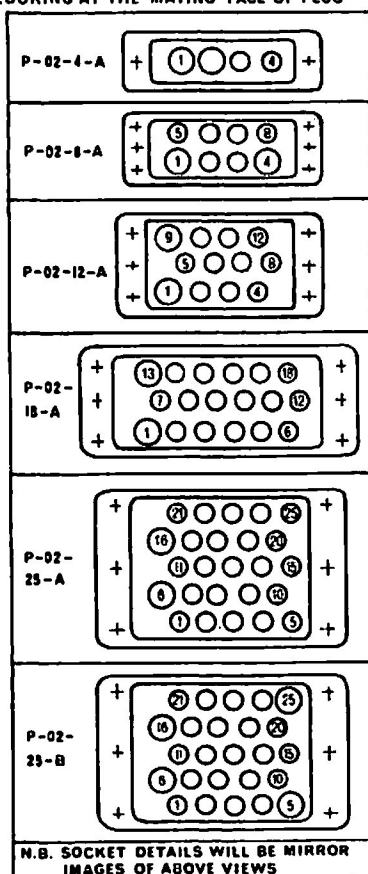 LOOKING AT THE MATING FACE OF PLUG
P-02-4-A
1 4
P-02-8-A
5 8
1 4
P-02-12-A
9 12
5 8
1 4
P-02-
18-A
13 18
7 12
1 6
P-02-
25-A
21 25
16 20
11 15
6 10
1 5
P-02-
25-B
21 25
16 20
11 15
6 10
1 5
N.B. SOCKET DETAILS WILL BE MIRROR
IMAGES OF ABOVE VIEWS